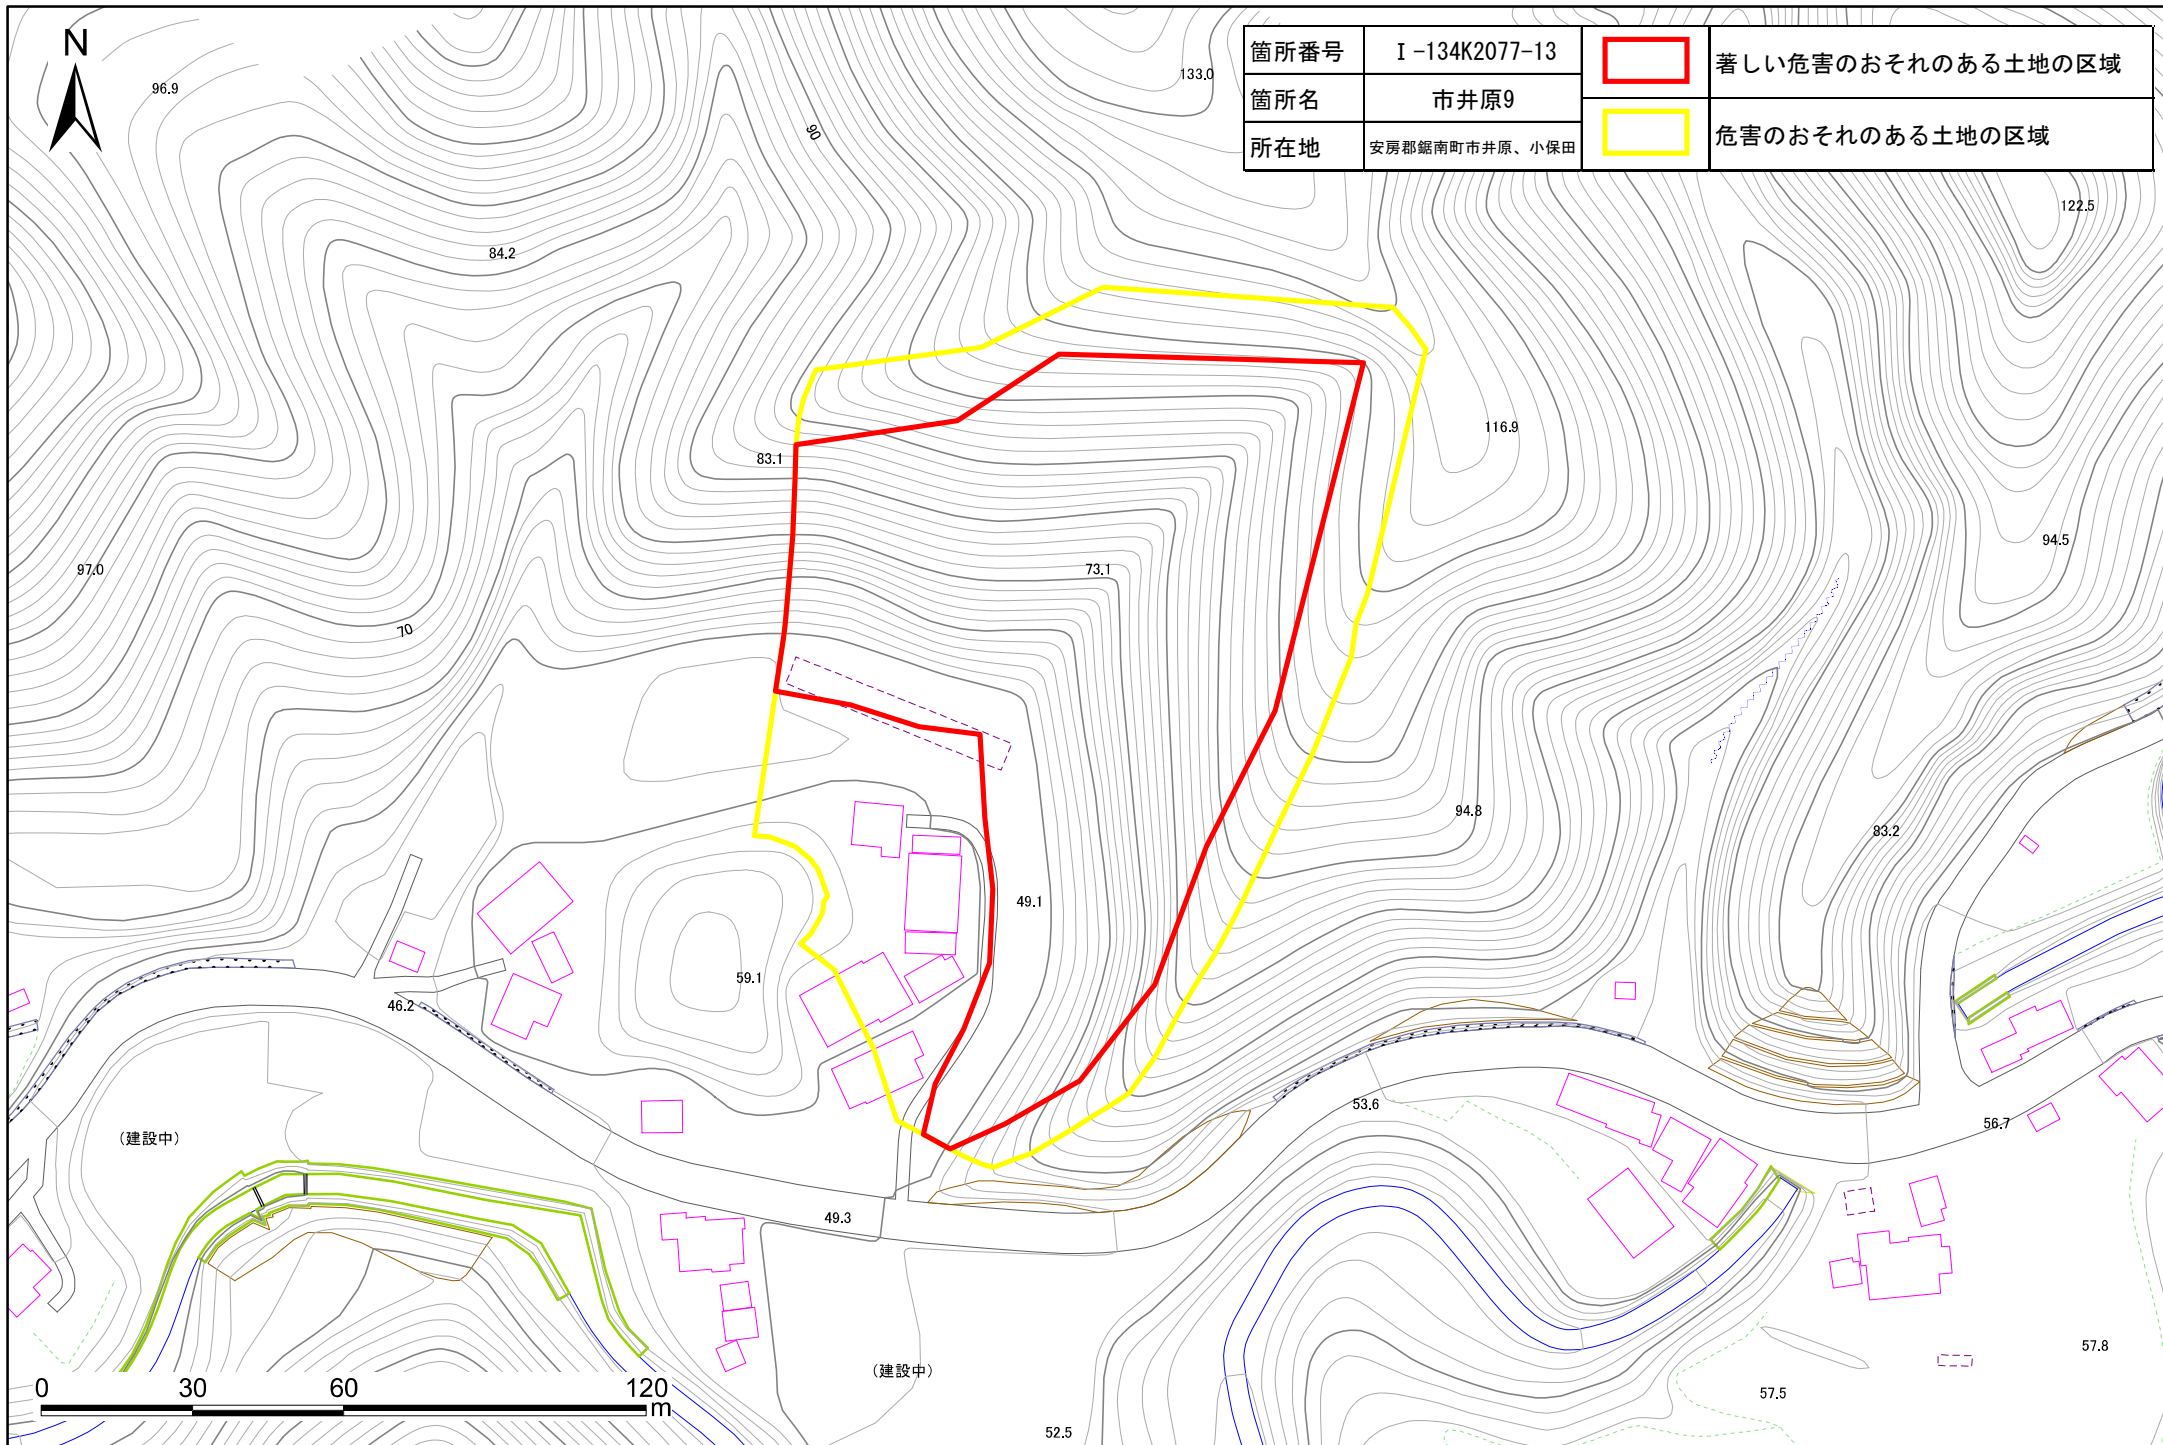 N
箇所番号 Ⅰ-134K2077-13
箇所名 市井原9
所在地 安房郡鋸南町市井原、小保田
著しい危害のおそれのある土地の区域
危害のおそれのある土地の区域
96.9
133.0
90
122.5
84.2
116.9
83.1
94.5
97.0
73.1
70
94.8
83.2
49.1
59.1
46.2
53.6
56.7
(建設中)
49.3
57.8
(建設中)
57.5
52.5
0 30 60 120
m